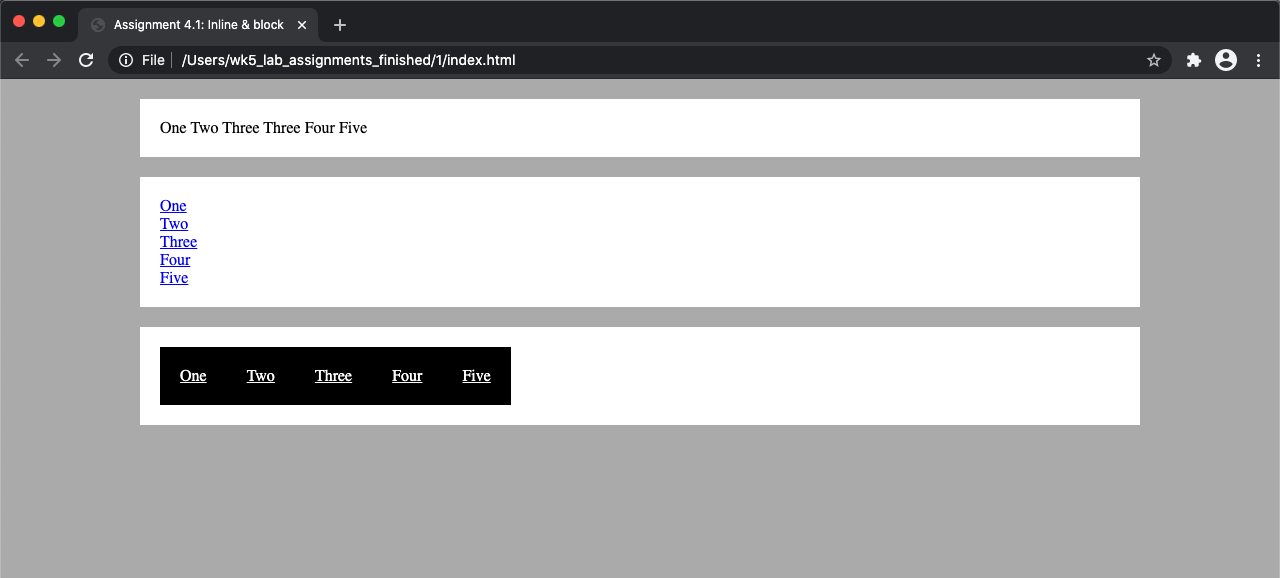 Assignment 4.1: Inline & block
File /Users/wk5_lab_assignments_finished/1/index.html
One Two Three Three Four Five
One
Two
Three
Four
Five
One Two Three Four Five